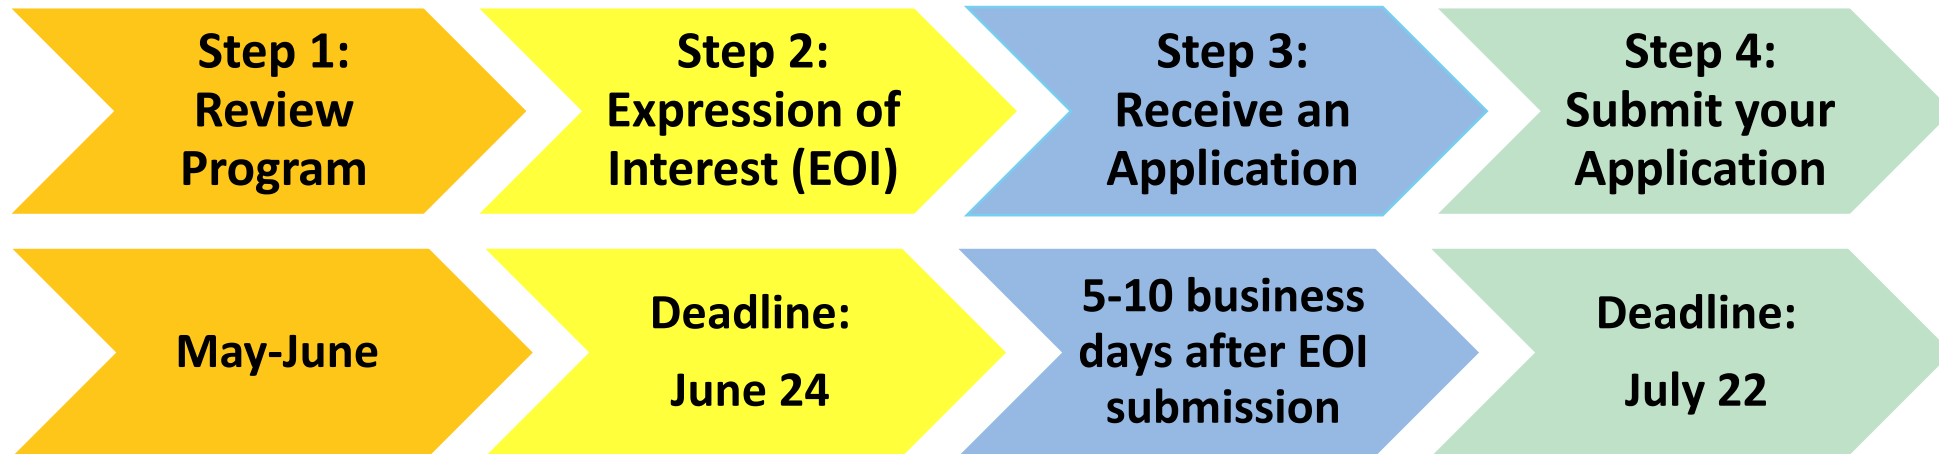 Step 1:
Review
Program
Step 2:
Expression of
Interest (EOI)
Step 3:
Receive an
Application
Step 4:
Submit your
Application
May-June
Deadline:
June 24
5-10 business
days after EOI
submission
Deadline:
July 22